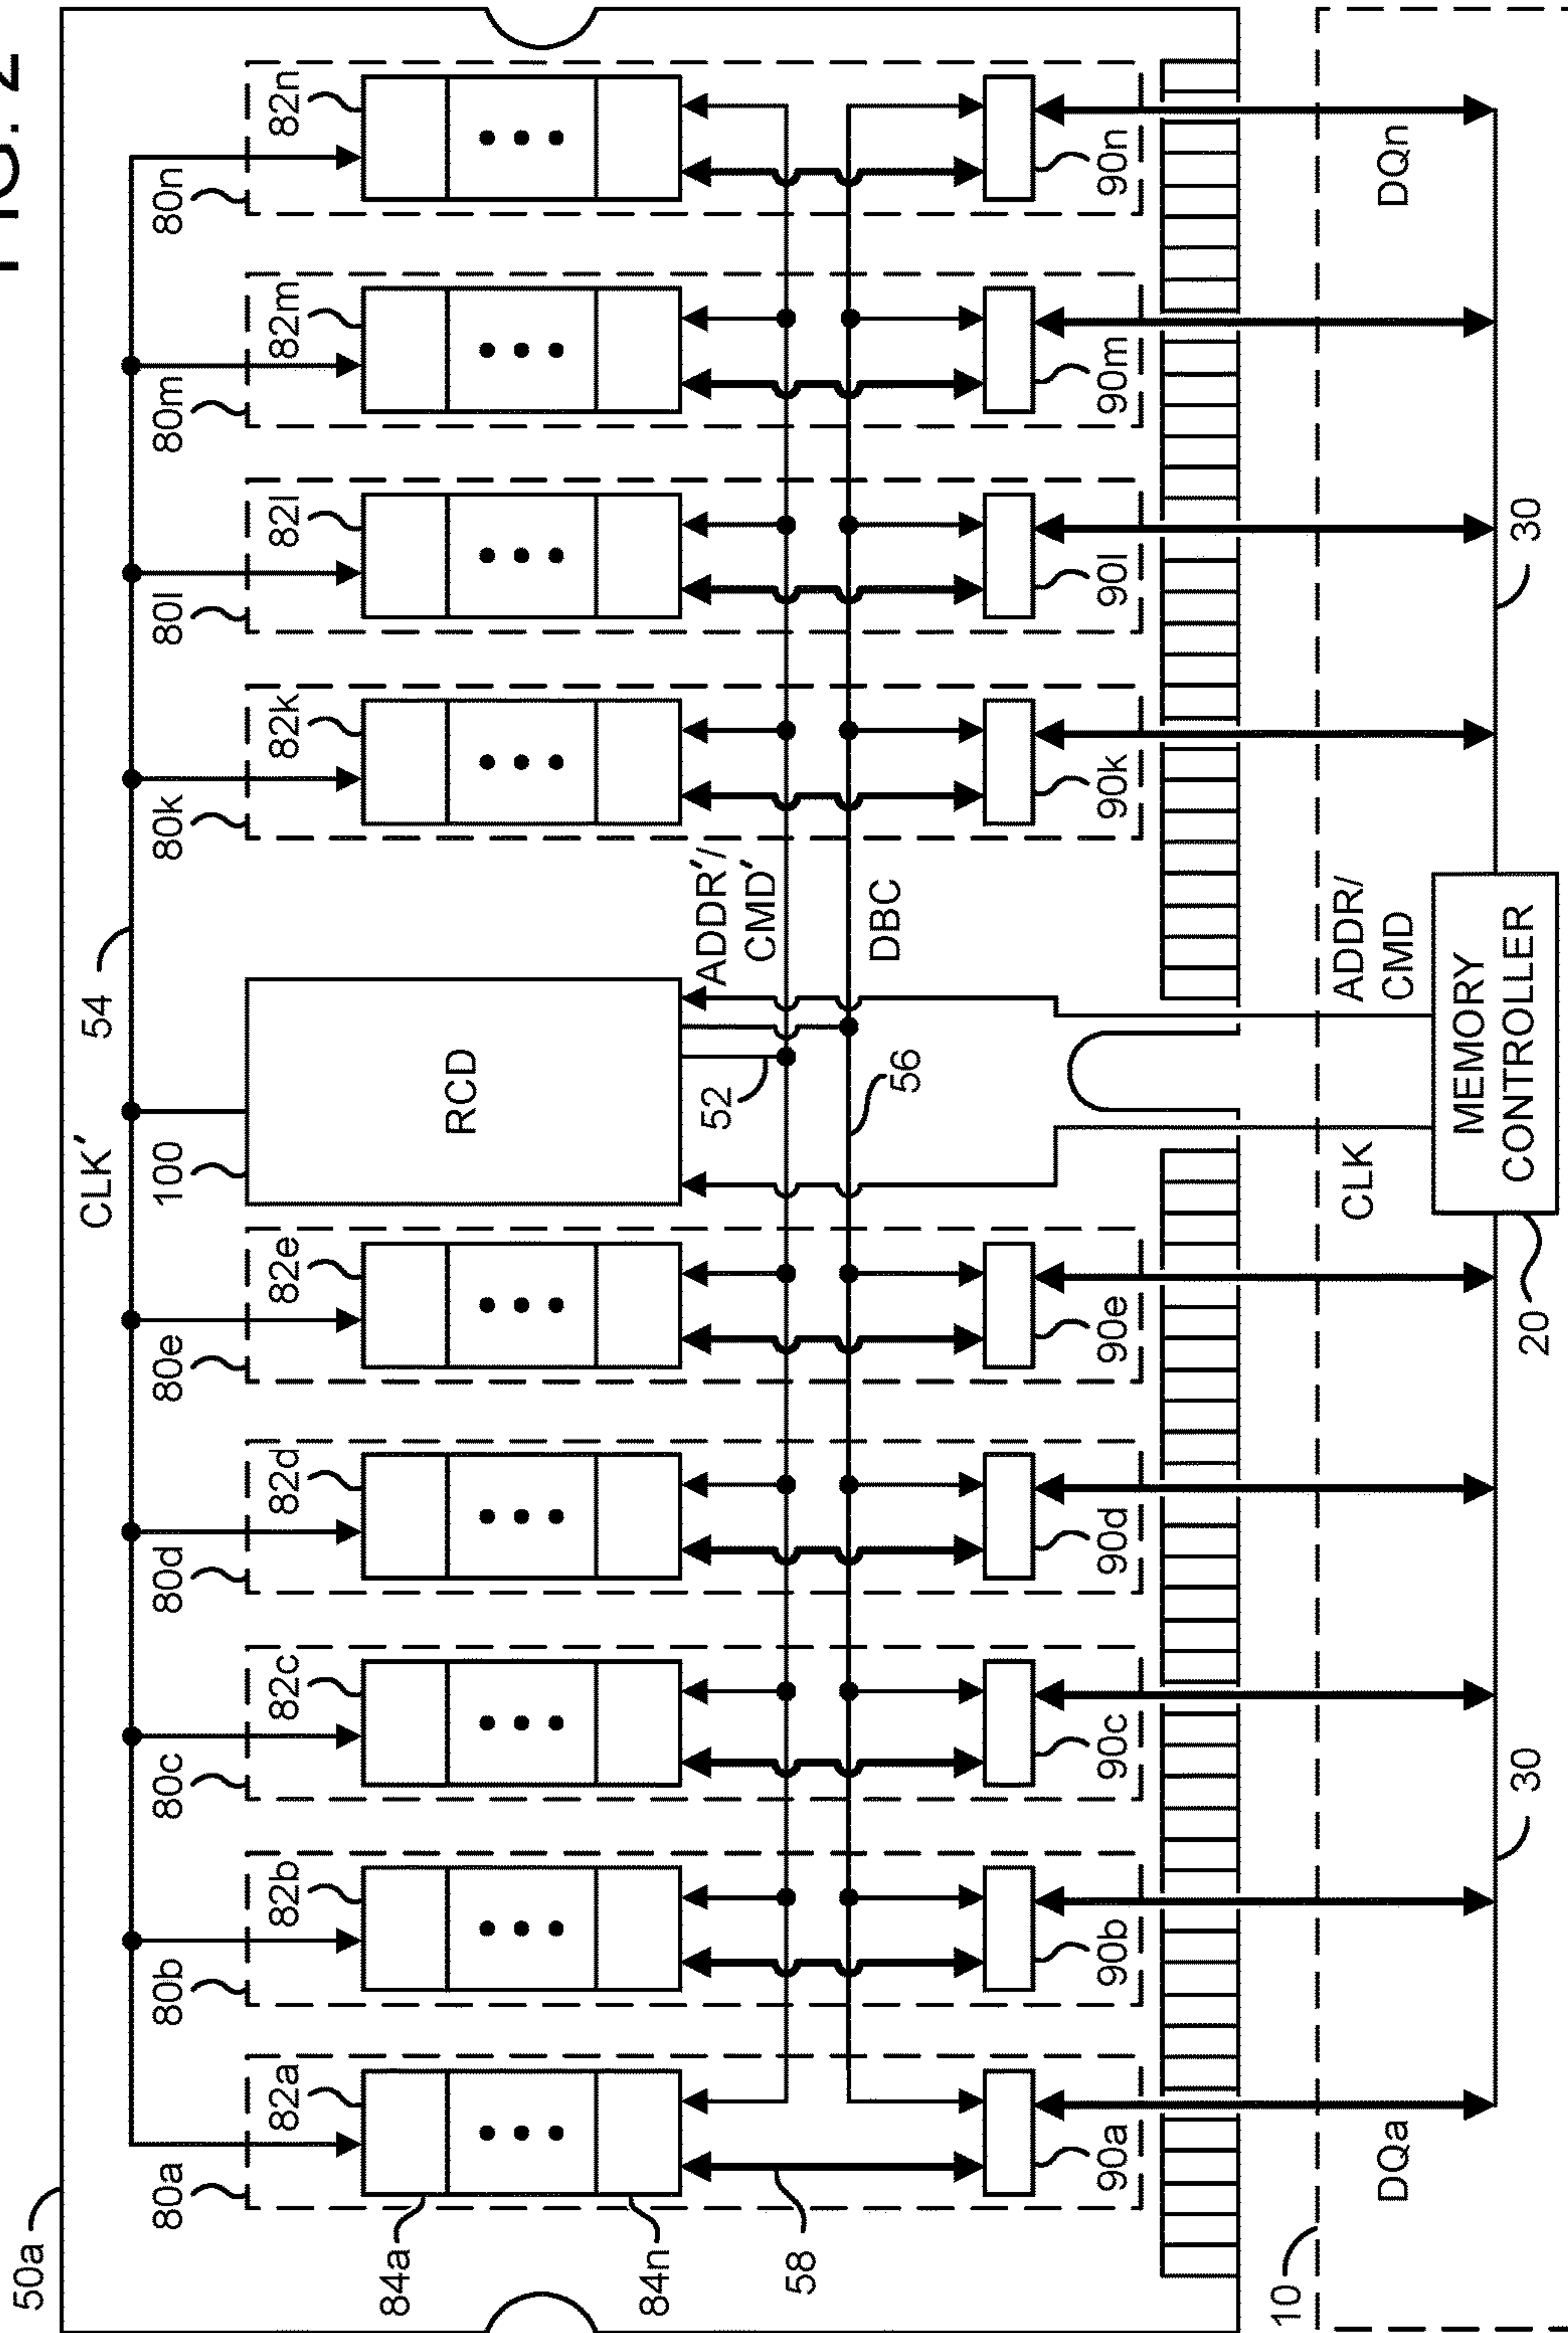 FIG. 2
50a
CLK′
54
80a
80b
80c
80d
80e
100
80k
80l
80m
80n
82a
82b
82c
82d
82e
82k
82l
82m
82n
84a
84n
RCD
52
ADDR′/
CMD′
58
56
DBC
90a
90b
90c
90d
90e
90k
90l
90m
90n
10
DQa
CLK
ADDR/
CMD
DQn
MEMORY
CONTROLLER
30
20
30